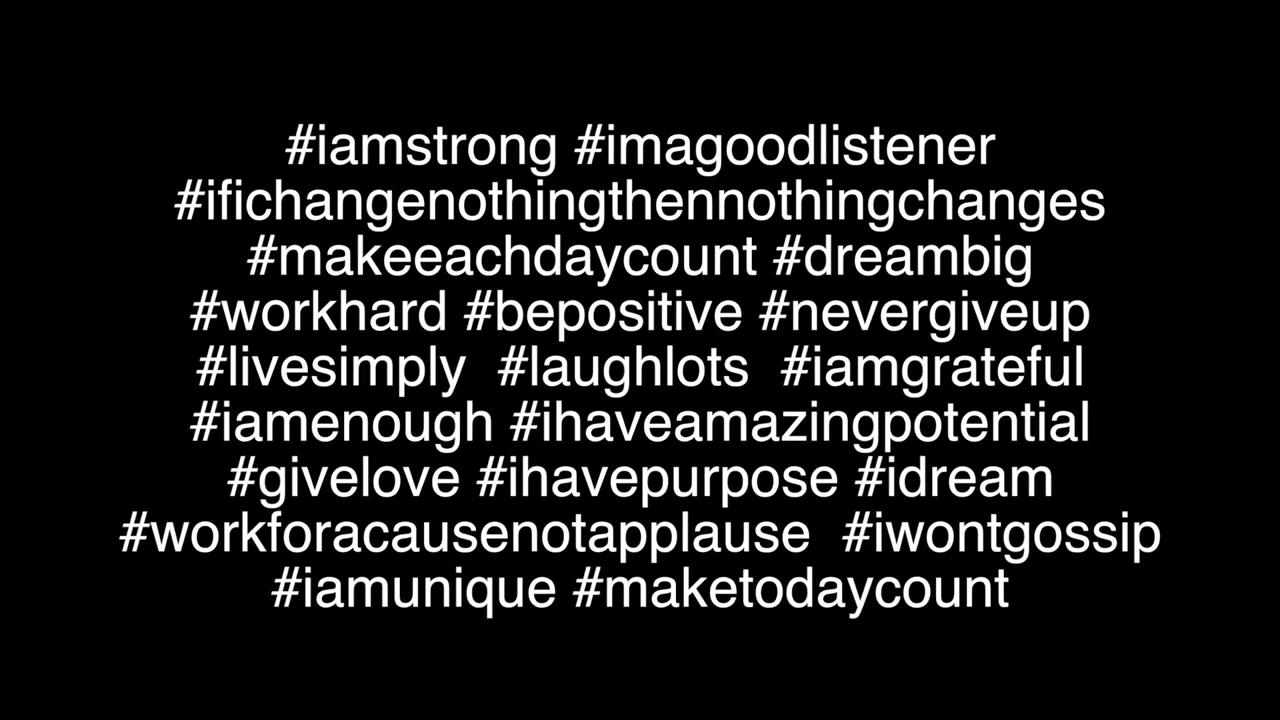 #iamstrong #imagoodlistener
#ifichangenothingthennothingchanges
#makeeachdaycount #dreambig
#workhard #bepositive #nevergiveup
#livesimply #laughlots #iamgrateful
#iamenough #ihaveamazingpotential
#givelove #ihavepurpose #idream
#workforacausenotapplause #iwontgossip
#iamunique #maketodaycount